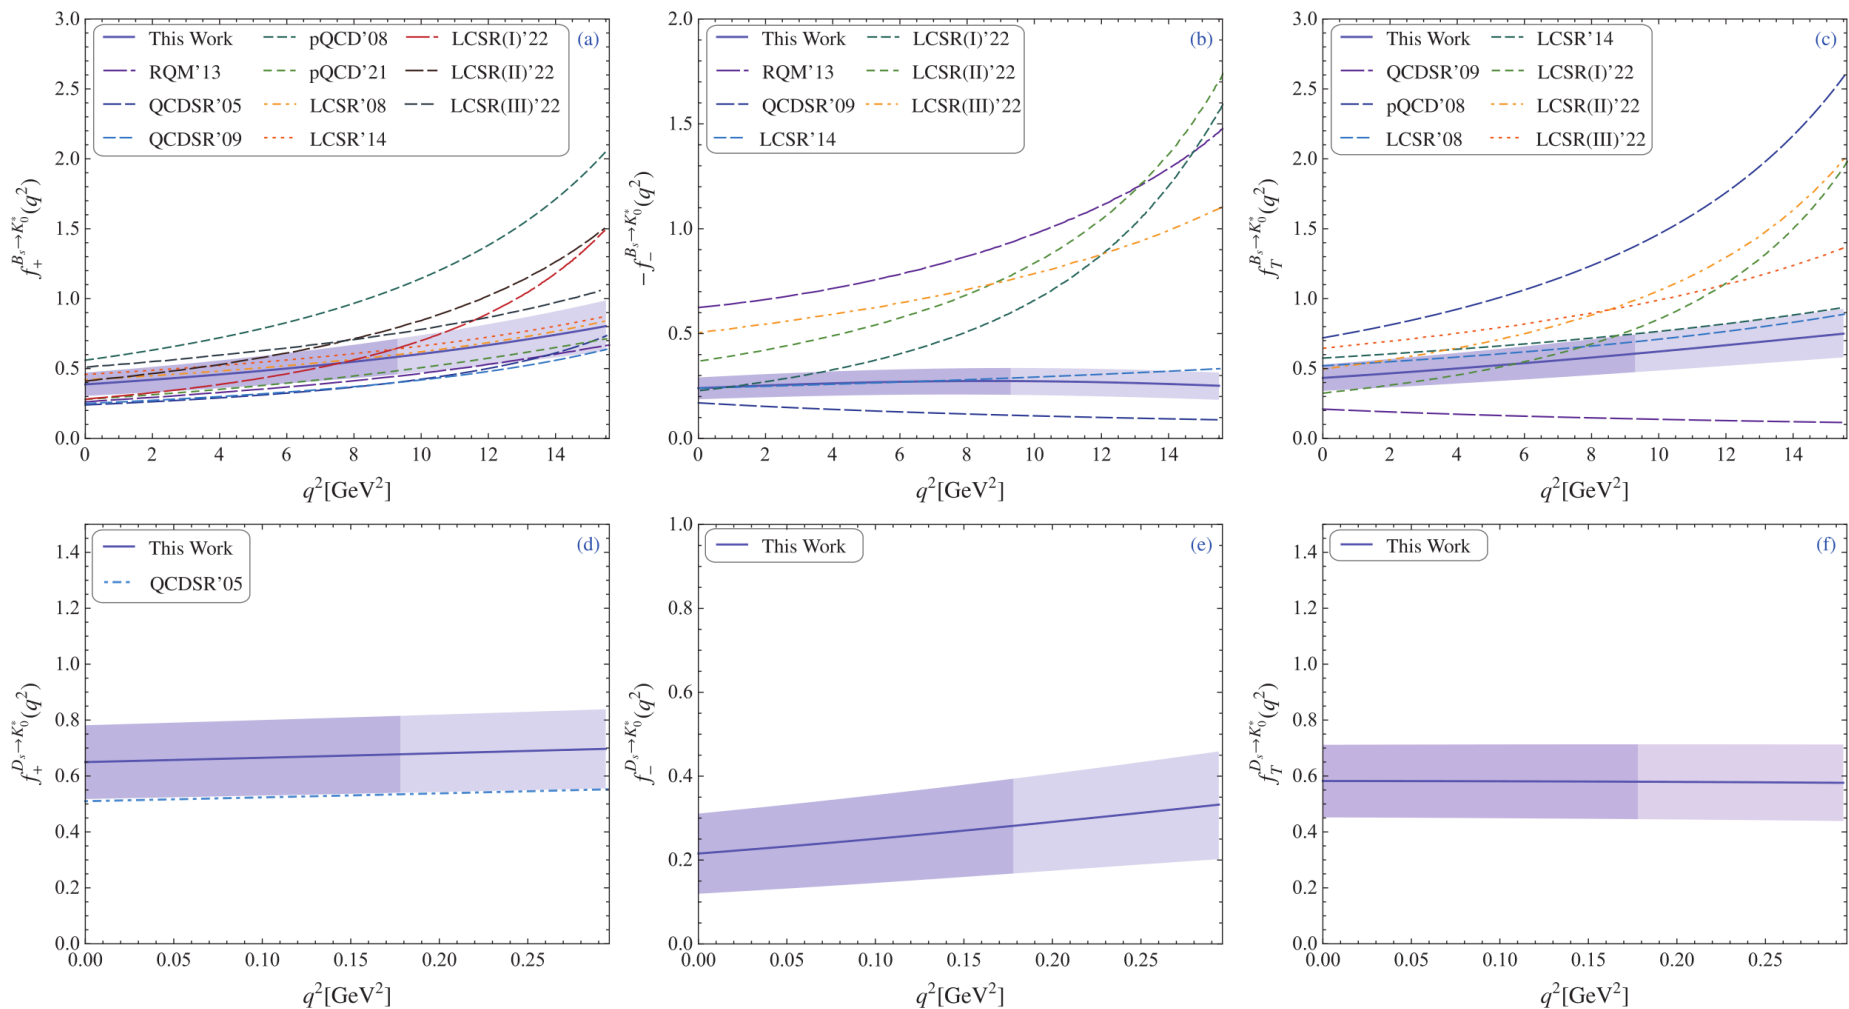 (a)
This Work
RQM'13
QCDSR'05
QCDSR'09
pQCD'08
pQCD'21
LCSR'08
LCSR'14
LCSR(I)'22
LCSR(II)'22
LCSR(III)'22
3.0
2.5
2.0
1.5
1.0
0.5
0.0
f_+^{B_s→K_0^*}(q^2)
0 2 4 6 8 10 12 14
q^2[GeV^2]
(b)
This Work
RQM'13
QCDSR'09
LCSR'14
LCSR(I)'22
LCSR(II)'22
LCSR(III)'22
2.0
1.5
1.0
0.5
0.0
-f_-^{B_s→K_0^*}(q^2)
0 2 4 6 8 10 12 14
q^2[GeV^2]
(c)
This Work
QCDSR'09
pQCD'08
LCSR'08
LCSR'14
LCSR(I)'22
LCSR(II)'22
LCSR(III)'22
3.0
2.5
2.0
1.5
1.0
0.5
0.0
f_T^{B_s→K_0^*}(q^2)
0 2 4 6 8 10 12 14
q^2[GeV^2]
(d)
This Work
QCDSR'05
1.4
1.2
1.0
0.8
0.6
0.4
0.2
0.0
f_+^{D_s→K_0^*}(q^2)
0.00 0.05 0.10 0.15 0.20 0.25
q^2[GeV^2]
(e)
This Work
1.0
0.8
0.6
0.4
0.2
0.0
f_-^{D_s→K_0^*}(q^2)
0.00 0.05 0.10 0.15 0.20 0.25
q^2[GeV^2]
(f)
This Work
1.4
1.2
1.0
0.8
0.6
0.4
0.2
0.0
f_T^{D_s→K_0^*}(q^2)
0.00 0.05 0.10 0.15 0.20 0.25
q^2[GeV^2]